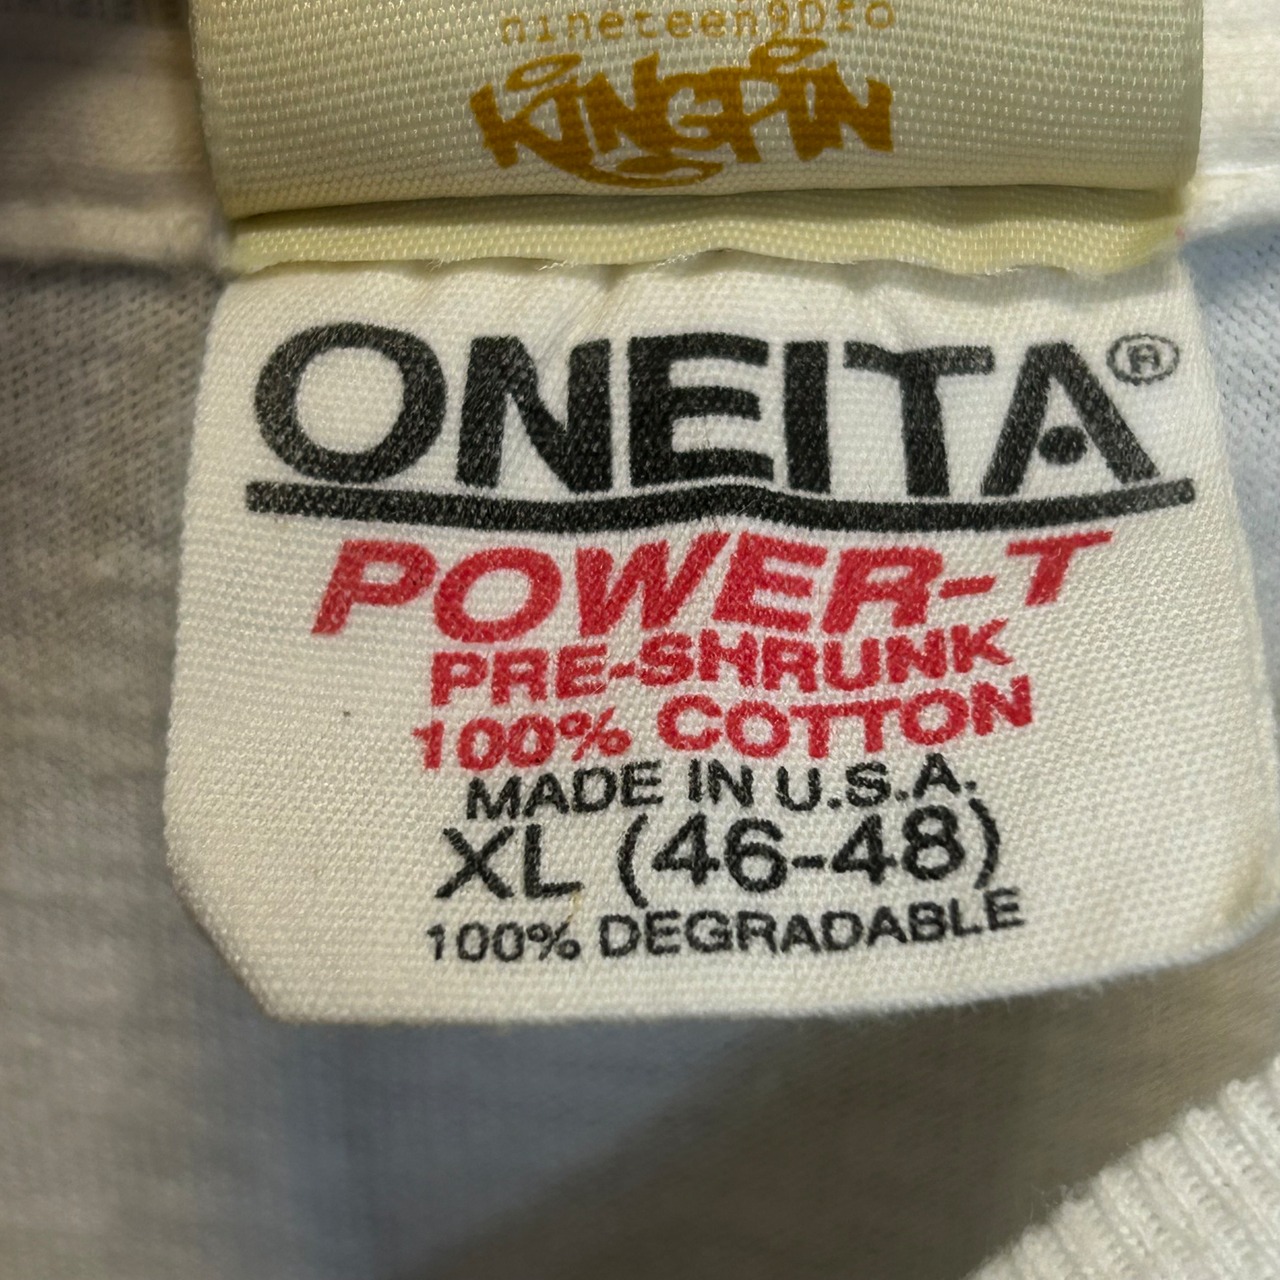 KINGPIN
ONEITA®
POWER-T
PRE-SHRUNK
100% COTTON
MADE IN U.S.A.
XL (46-48)
100% DEGRADABLE